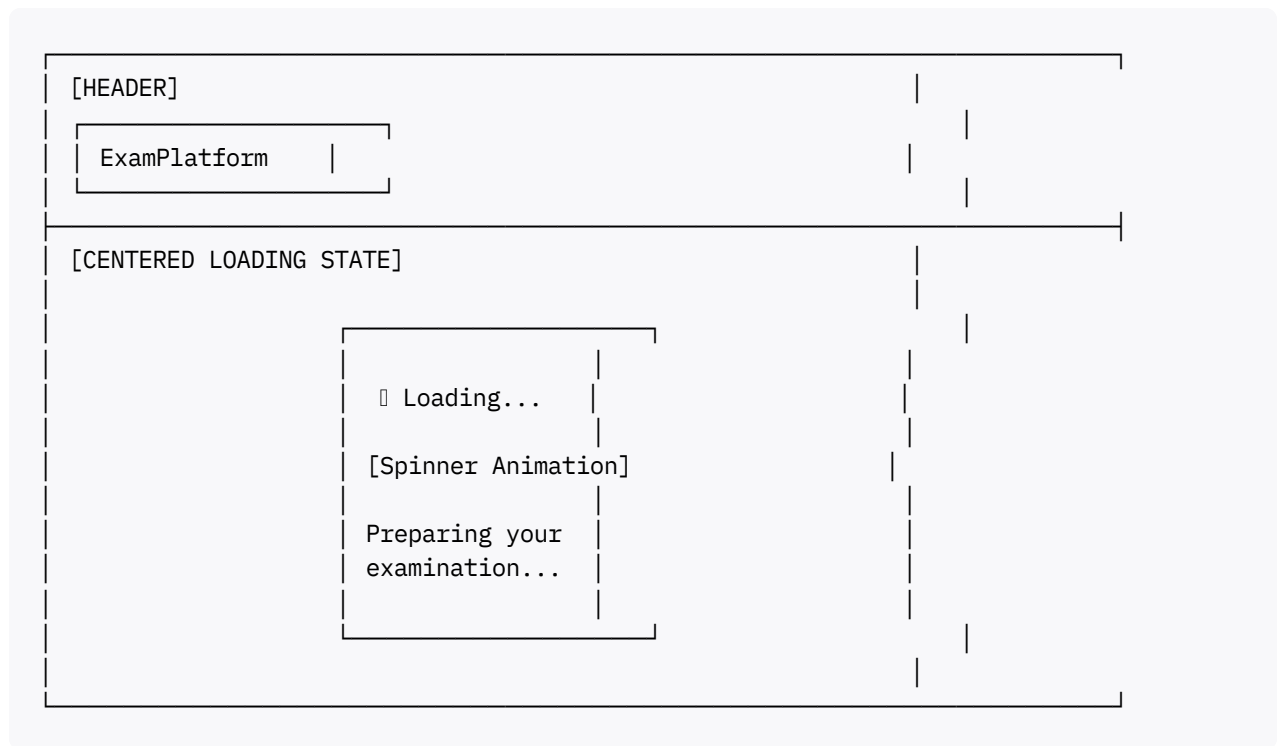 [HEADER]
ExamPlatform
[CENTERED LOADING STATE]
Loading...
[Spinner Animation]
Preparing your
examination...